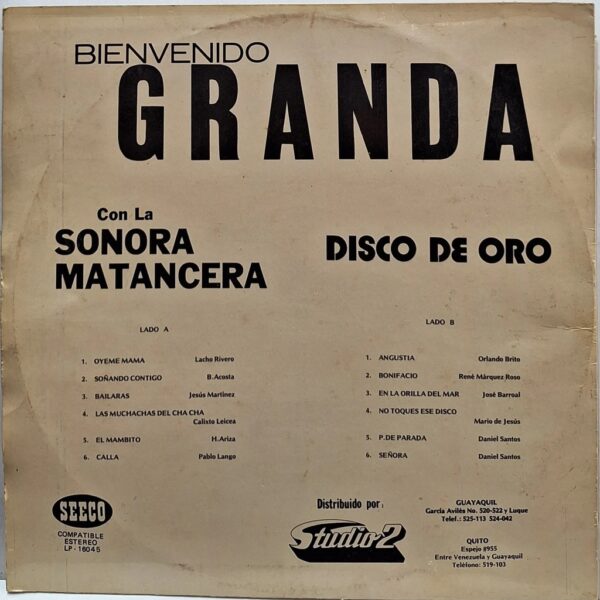 BIENVENIDO
GRANDA
Con La
SONORA
MATANCERA
DISCO DE ORO
LADO A
1. OYEME MAMA Lacho Rivero
2. SOÑANDO CONTIGO B.Acosta
3. BAILARAS Jesús Martínez
4. LAS MUCHACHAS DEL CHA CHA
Calixto Leicea
5. EL MAMBITO H.Ariza
6. CALLA Pablo Lango
LADO B
1. ANGUSTIA Orlando Brito
2. BONIFACIO René Márquez Roso
3. EN LA ORILLA DEL MAR José Barroal
4. NO TOQUES ESE DISCO
Mario de Jesús
5. P.DE PARADA Daniel Santos
6. SEÑORA Daniel Santos
SEECO
COMPATIBLE
ESTEREO
LP - 16045
Distribuido por:
Studio 2
GUAYAQUIL
García Avilés No. 520-522 y Luque
Telef.: 525-113 524-042
QUITO
Espejo #955
Entre Venezuela y Guayaquil
Teléfono: 519-103